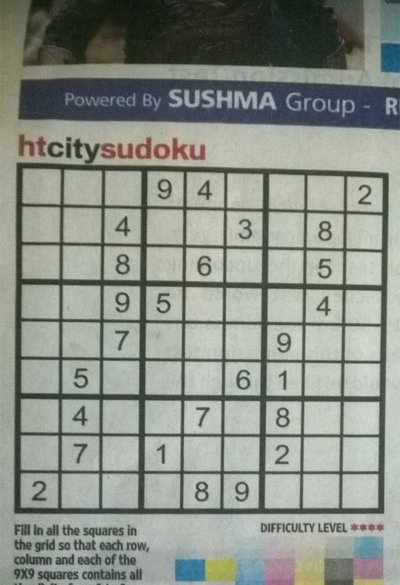 Powered By SUSHMA Group - R
htcitysudoku
9 4 2
4 3 8
8 6 5
9 5 4
7 9
5 6 1
4 7 8
7 1 2
2 8 9
Fill in all the squares in
the grid so that each row,
column and each of the
9X9 squares contains all
DIFFICULTY LEVEL ****